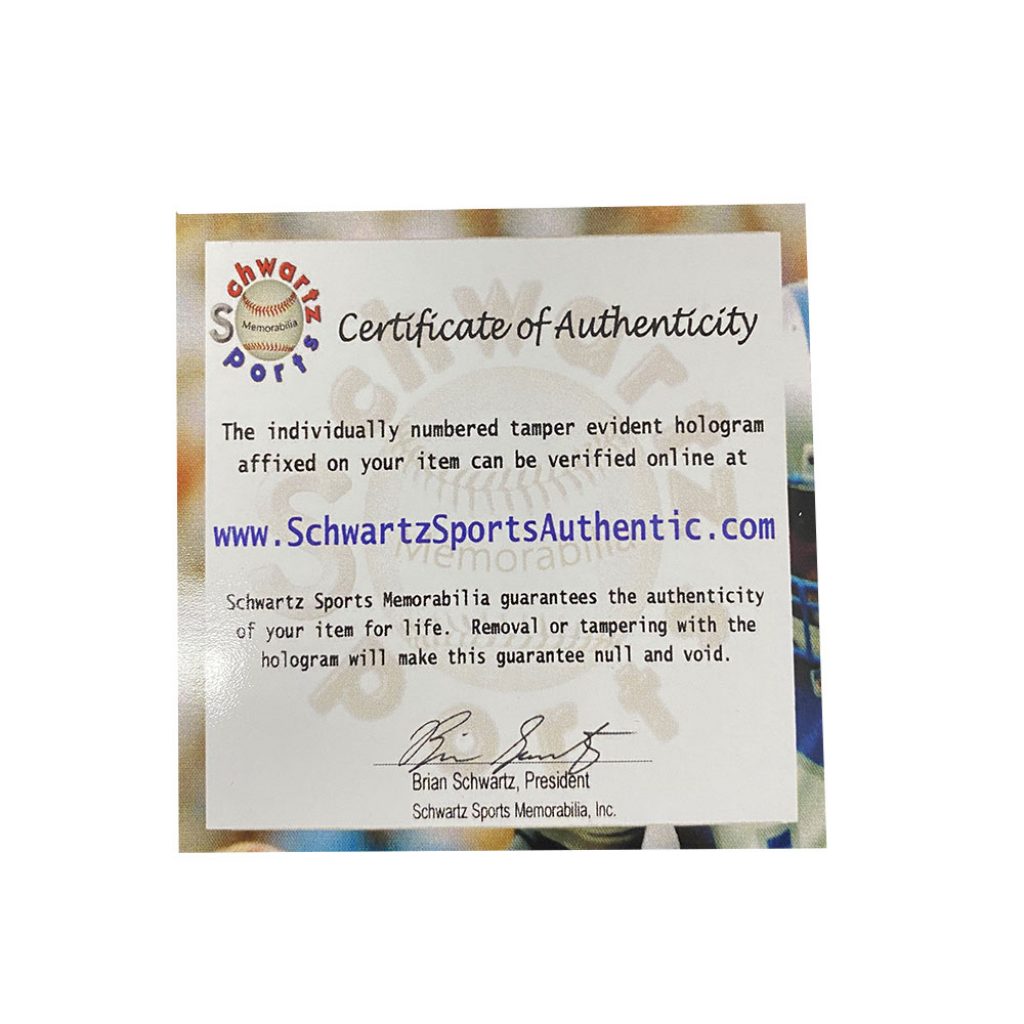 Schwartz
Sports
Memorabilia
Certificate of Authenticity
The individually numbered tamper evident hologram
affixed on your item can be verified online at
www.SchwartzSportsAuthentic.com
Schwartz Sports Memorabilia guarantees the authenticity
of your item for life. Removal or tampering with the
hologram will make this guarantee null and void.
Brian Schwartz, President
Schwartz Sports Memorabilia, Inc.